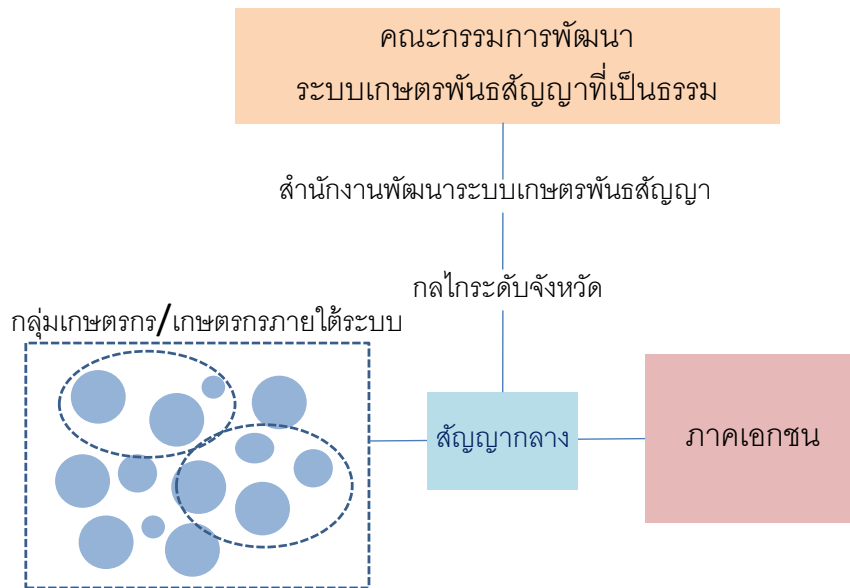 คณะกรรมการพัฒนา
ระบบเกษตรพันธสัญญาที่เป็นธรรม
สำนักงานพัฒนาระบบเกษตรพันธสัญญา
กลไกระดับจังหวัด
กลุ่มเกษตรกร/เกษตรกรภายใต้ระบบ
สัญญากลาง
ภาคเอกชน